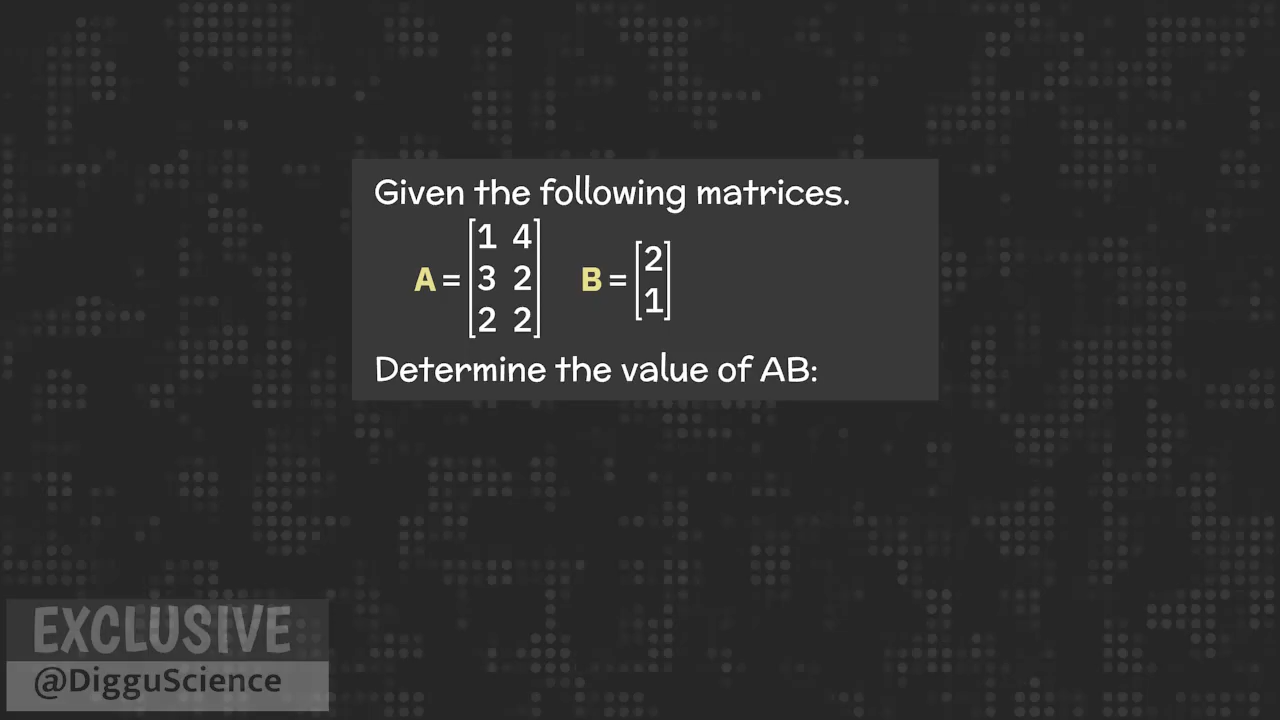 Given the following matrices.
A = [1 4
3 2
2 2] B = [2
1]
Determine the value of AB:
EXCLUSIVE
@DigguScience